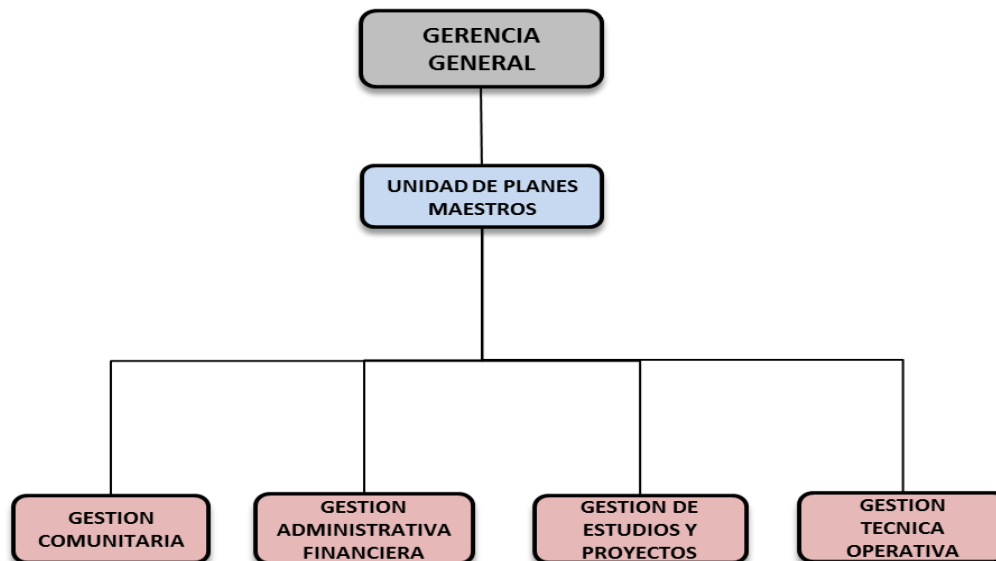 GERENCIA
GENERAL
UNIDAD DE PLANES
MAESTROS
GESTION
COMUNITARIA
GESTION
ADMINISTRATIVA
FINANCIERA
GESTION DE
ESTUDIOS Y
PROYECTOS
GESTION
TECNICA
OPERATIVA